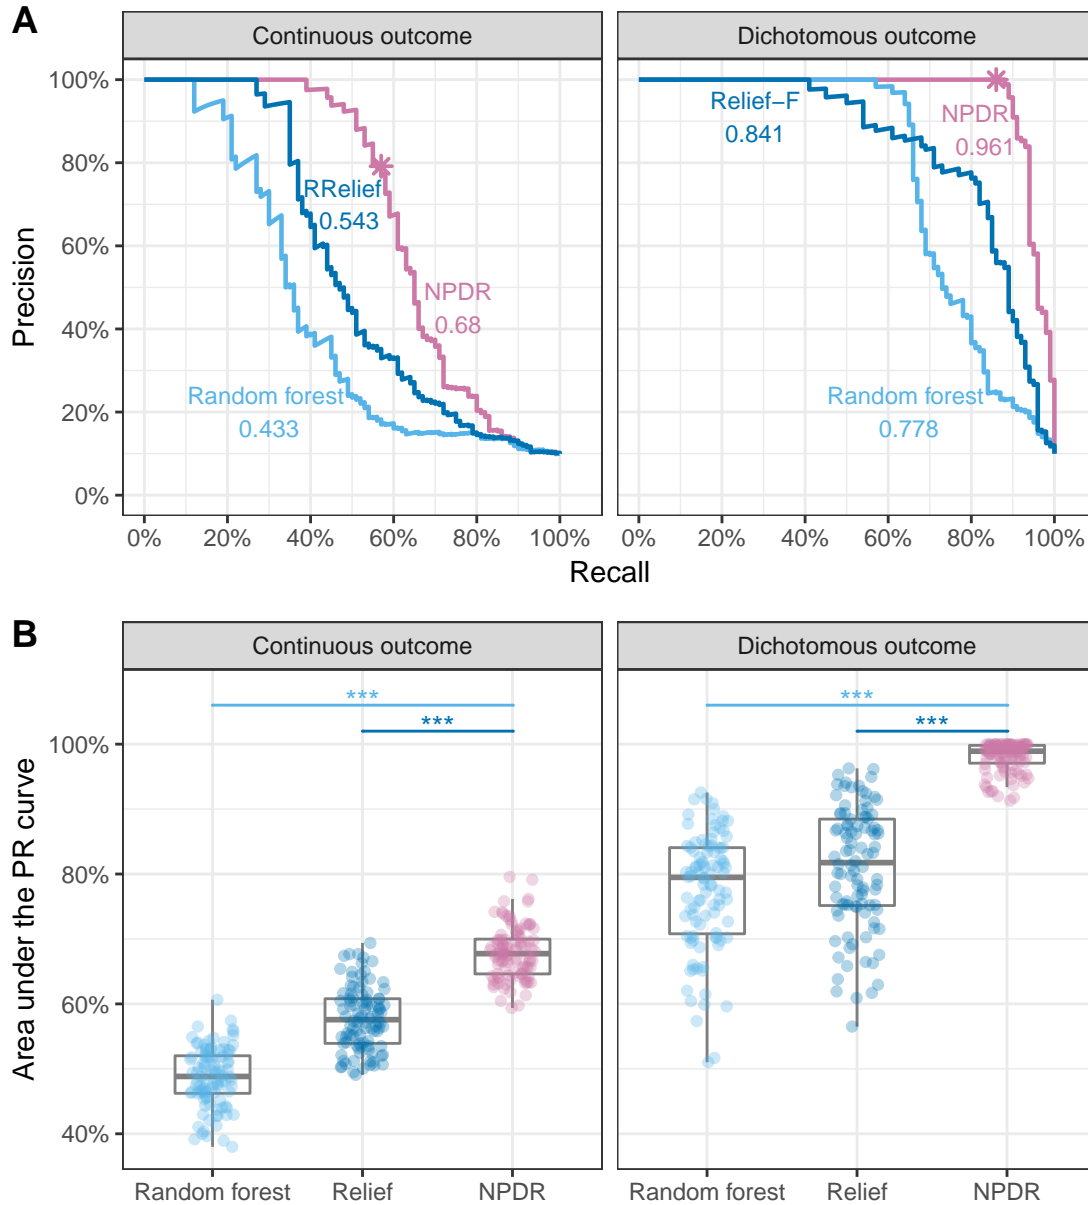 A
Continuous outcome
Dichotomous outcome
Precision
100%
80%
60%
40%
20%
0%
RRelief
0.543
NPDR
0.68
Random forest
0.433
Relief−F
0.841
NPDR
0.961
Random forest
0.778
0%
20%
40%
60%
80%
100%
0%
20%
40%
60%
80%
100%
Recall
B
Continuous outcome
Dichotomous outcome
Area under the PR curve
100%
80%
60%
40%
***
***
***
***
Random forest
Relief
NPDR
Random forest
Relief
NPDR